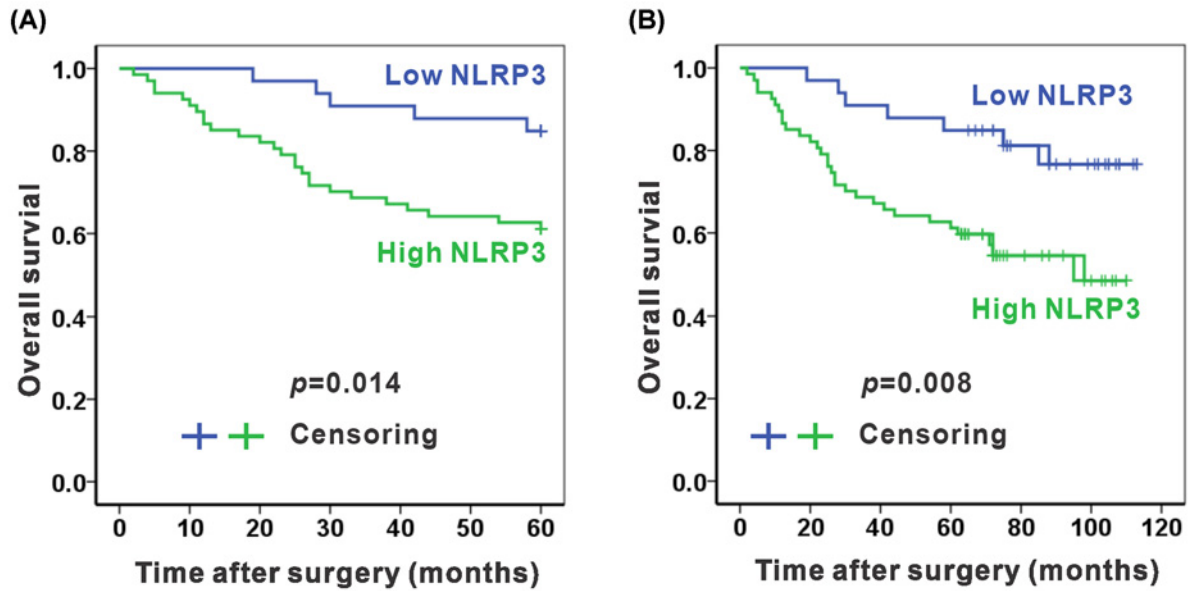 (A)
1.0
0.8
0.6
0.4
0.2
0.0
Overall survial
Low NLRP3
High NLRP3
p=0.014
Censoring
0 10 20 30 40 50 60
Time after surgery (months)
(B)
1.0
0.8
0.6
0.4
0.2
0.0
Overall survial
Low NLRP3
High NLRP3
p=0.008
Censoring
0 20 40 60 80 100 120
Time after surgery (months)